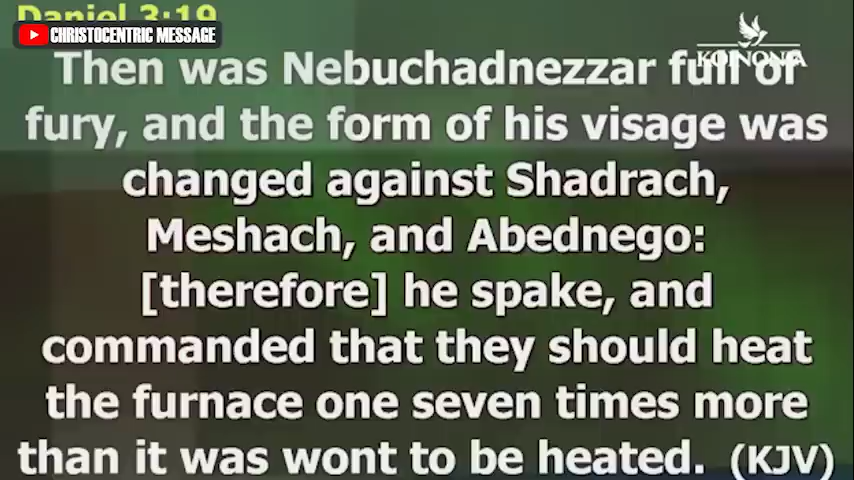 Daniel 3:19
CHRISTOCENTRIC MESSAGE
KOINONIA
Then was Nebuchadnezzar full of
fury, and the form of his visage was
changed against Shadrach,
Meshach, and Abednego:
[therefore] he spake, and
commanded that they should heat
the furnace one seven times more
than it was wont to be heated. (KJV)